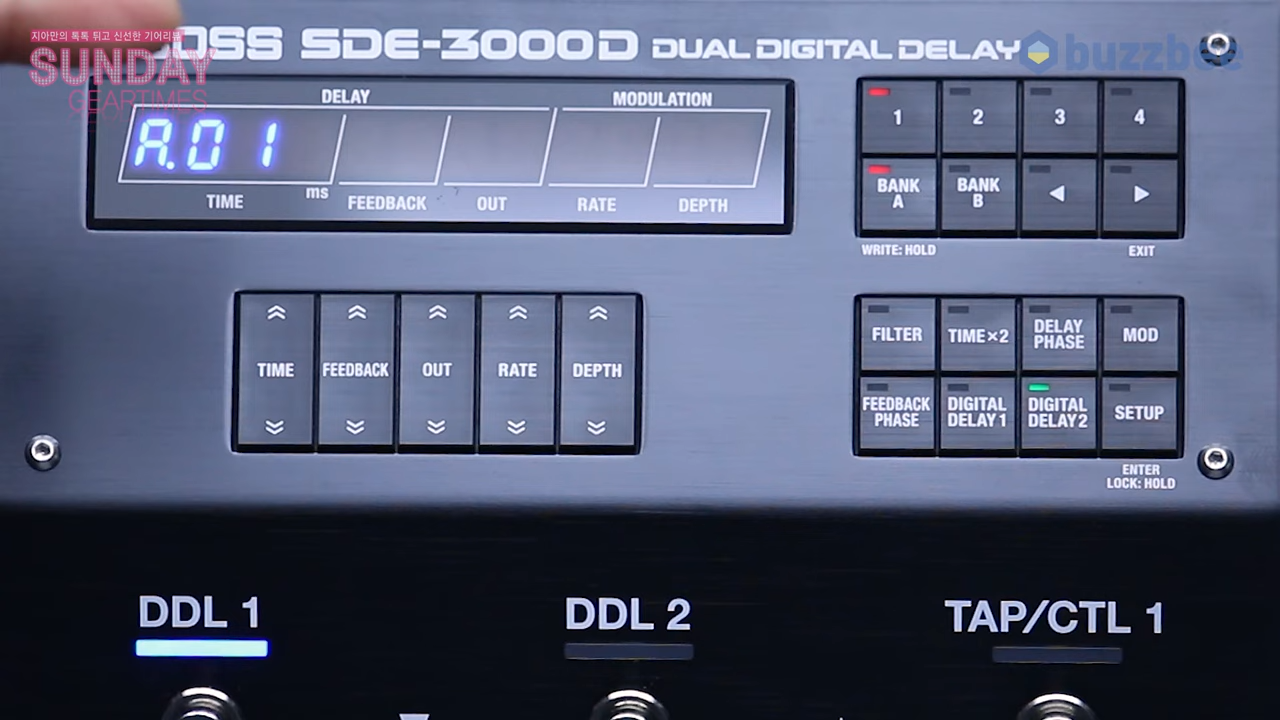 지아만의 톡톡 튀고 신선한 기어리뷰
SUNDAY
GEARTIMES
BOSS SDE-3000D DUAL DIGITAL DELAY
buzzbee
DELAY MODULATION
A.01
TIME ms FEEDBACK OUT RATE DEPTH
1 2 3 4
BANK A BANK B ◀ ▶
WRITE: HOLD EXIT
TIME FEEDBACK OUT RATE DEPTH
FILTER TIME×2 DELAY PHASE MOD
FEEDBACK PHASE DIGITAL DELAY 1 DIGITAL DELAY 2 SETUP
ENTER
LOCK: HOLD
DDL 1 DDL 2 TAP/CTL 1